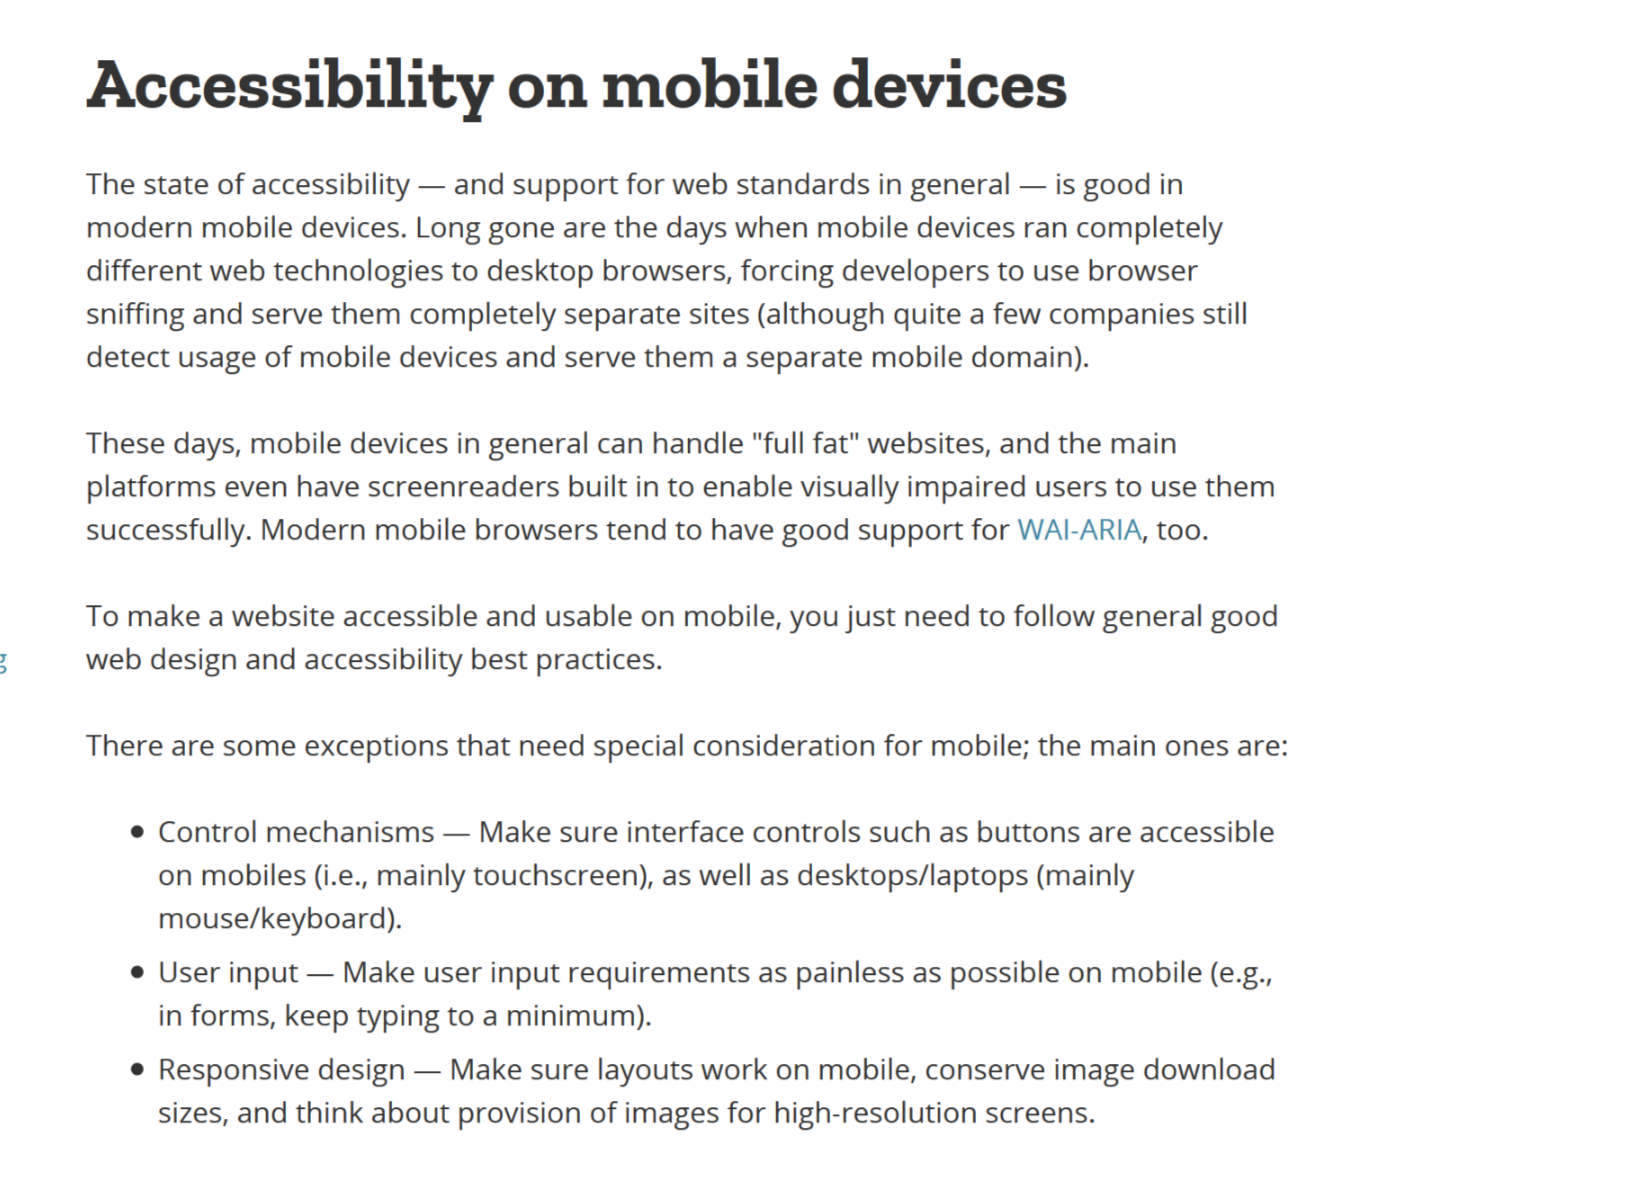 Accessibility on mobile devices
The state of accessibility — and support for web standards in general — is good in
modern mobile devices. Long gone are the days when mobile devices ran completely
different web technologies to desktop browsers, forcing developers to use browser
sniffing and serve them completely separate sites (although quite a few companies still
detect usage of mobile devices and serve them a separate mobile domain).
These days, mobile devices in general can handle "full fat" websites, and the main
platforms even have screenreaders built in to enable visually impaired users to use them
successfully. Modern mobile browsers tend to have good support for WAI-ARIA, too.
To make a website accessible and usable on mobile, you just need to follow general good
web design and accessibility best practices.
There are some exceptions that need special consideration for mobile; the main ones are:
• Control mechanisms — Make sure interface controls such as buttons are accessible
on mobiles (i.e., mainly touchscreen), as well as desktops/laptops (mainly
mouse/keyboard).
• User input — Make user input requirements as painless as possible on mobile (e.g.,
in forms, keep typing to a minimum).
• Responsive design — Make sure layouts work on mobile, conserve image download
sizes, and think about provision of images for high-resolution screens.